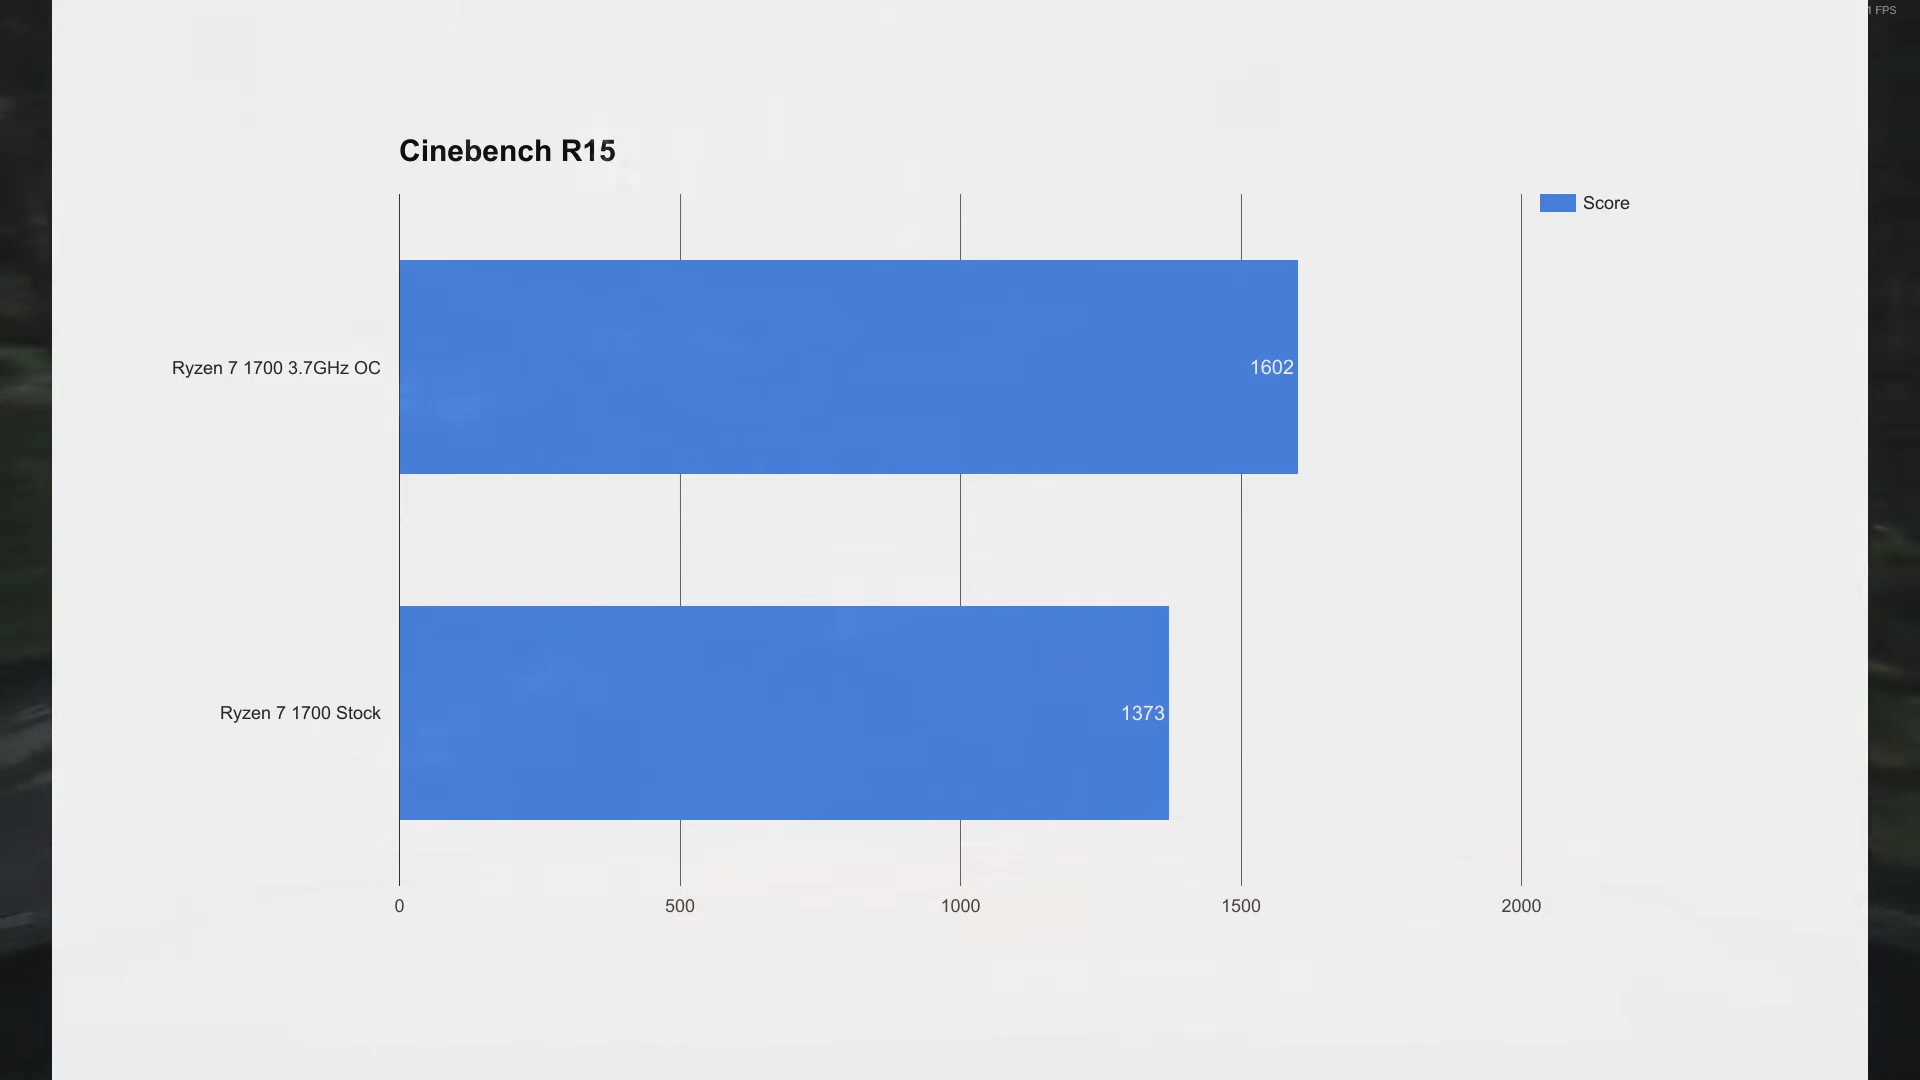 FPS
Cinebench R15
Score
Ryzen 7 1700 3.7GHz OC
1602
Ryzen 7 1700 Stock
1373
0
500
1000
1500
2000